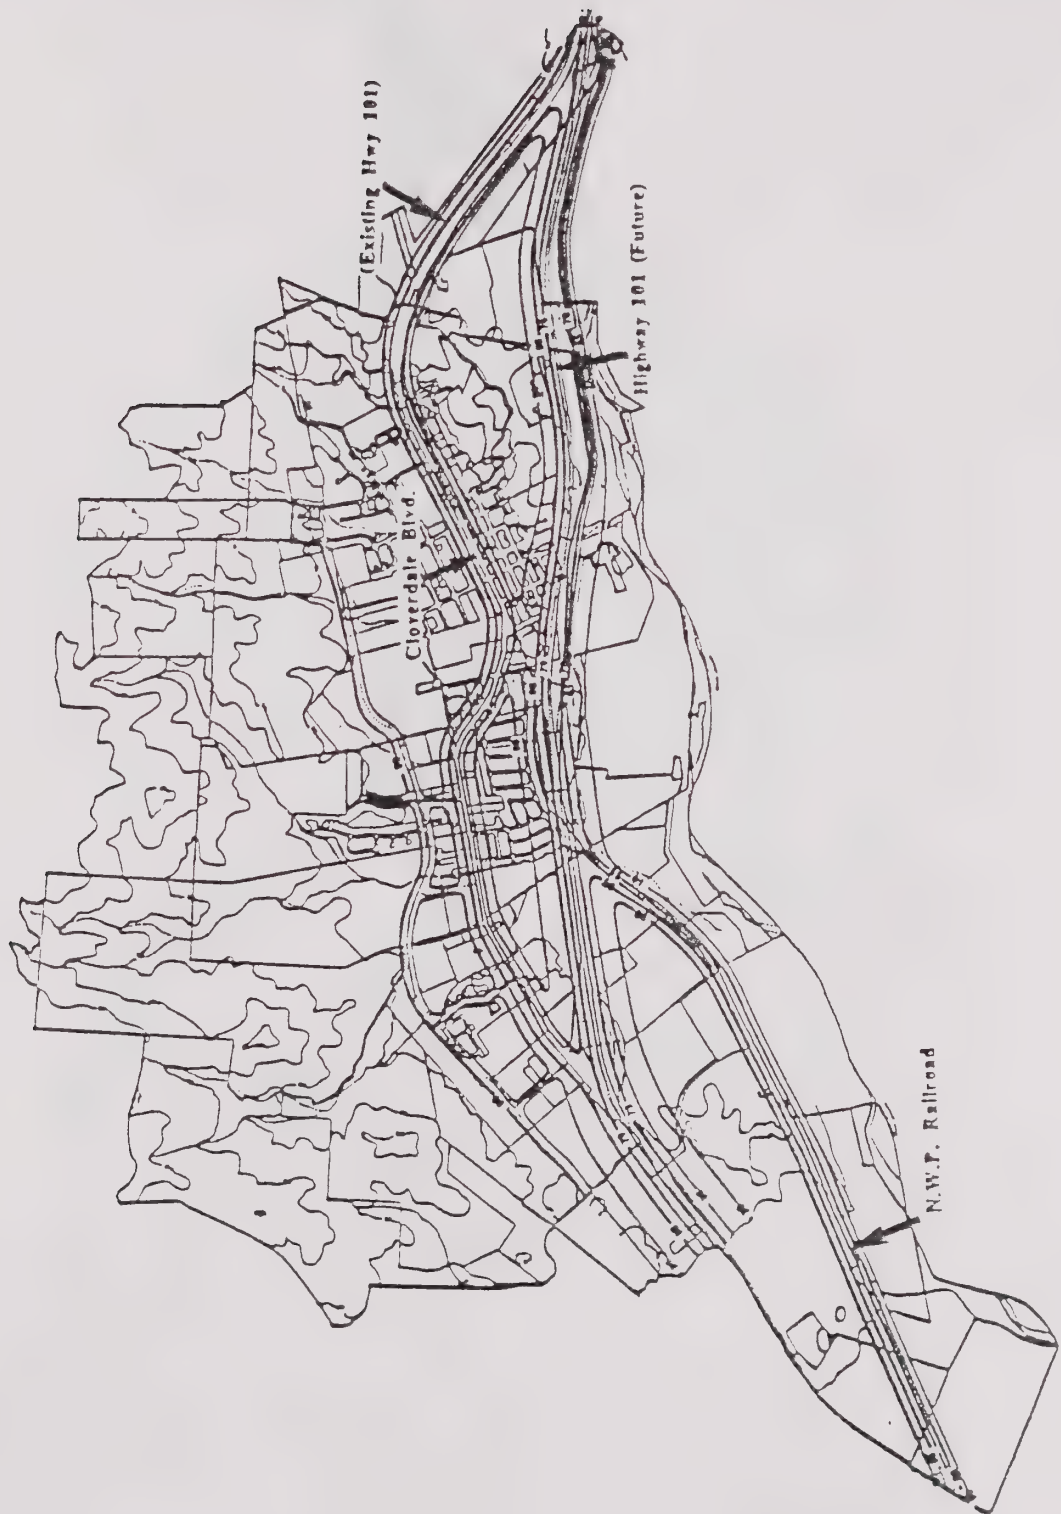 (Existing Hwy 101)
Highway 101 (Future)
Cloverdale Blvd.
N.W.P. Railroad